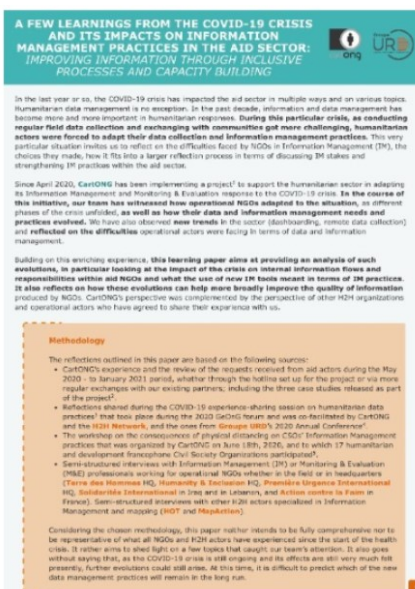 A FEW LEARNINGS FROM THE COVID-19 CRISIS
AND ITS IMPACTS ON INFORMATION
MANAGEMENT PRACTICES IN THE AID SECTOR:
IMPROVING INFORMATION THROUGH INCLUSIVE
PROCESSES AND CAPACITY BUILDING
ong
Groupe
URD
In the last year or so, the COVID-19 crisis has impacted the aid sector in multiple ways and on various topics.
Humanitarian data management is no exception. In the past decade, information and data management has
become more and more important in humanitarian responses. During this particular crisis, as conducting
regular field data collection and exchanging with communities got more challenging, humanitarian
actors were forced to adapt their data collection and information management practices. This very
particular situation invites us to reflect on the difficulties faced by NGOs in Information Management (IM), the
choices they made, how it fits into a larger reflection process in terms of discussing IM stakes and
strengthening IM practices within the aid sector.
Since April 2020, CartONG has been implementing a project¹ to support the humanitarian sector in adapting
its Information Management and Monitoring & Evaluation response to the COVID-19 crisis. In the course of
this initiative, our team has witnessed how operational NGOs adapted to the situation, as different
phases of the crisis unfolded, as well as how their data and information management needs and
practices evolved. We have also observed new trends in the sector (dashboarding, remote data collection)
and reflected on the difficulties operational actors were facing in terms of data and information
management.
Building on this enriching experience, this learning paper aims at providing an analysis of such
evolutions, in particular looking at the impact of the crisis on internal information flows and
responsibilities within aid NGOs and what the use of new IM tools meant in terms of IM practices.
It also reflects on how these evolutions can help more broadly improve the quality of information
produced by NGOs. CartONG's perspective was complemented by the perspective of other H2H organizations
and operational actors who have agreed to share their experience with us.
Methodology
The reflections outlined in this paper are based on the following sources:
• CartONG's experience and the review of the requests received from aid actors during the May
2020 - to January 2021 period, whether through the hotline set up for the project or via more
regular exchanges with our existing partners; including the three case studies released as part
of the project².
• Reflections shared during the COVID-19 experience-sharing session on humanitarian data
practices³ that took place during the 2020 GeOnG forum and was co-facilitated by CartONG
and the H2H Network, and the ones from Groupe URD's 2020 Annual Conference⁴.
• The workshop on the consequences of physical distancing on CSOs' Information Management
practices that was organized by CartONG on June 18th, 2020, and to which 17 humanitarian
and development francophone Civil Society Organizations participated⁵.
• Semi-structured interviews with Information Management (IM) or Monitoring & Evaluation
(M&E) professionals working for operational NGOs whether in the field or in headquarters
(Terre des Hommes HQ, Humanity & Inclusion HQ, Première Urgence International
HQ, Solidarités International in Iraq and in Lebanon, and Action contre la Faim in
France). Semi-structured interviews with other H2H actors specialized in Information
Management and mapping (HOT and MapAction).
Considering the chosen methodology, this paper neither intends to be fully comprehensive nor to
be representative of what all NGOs and H2H actors have experienced since the start of the health
crisis. It rather aims to shed light on a few topics that caught our team's attention. It also goes
without saying that, as the COVID-19 crisis is still ongoing and its effects are still very much felt
presently, further evolutions could still arise. At this time, it is difficult to predict which of the new
data management practices will remain in the long run.